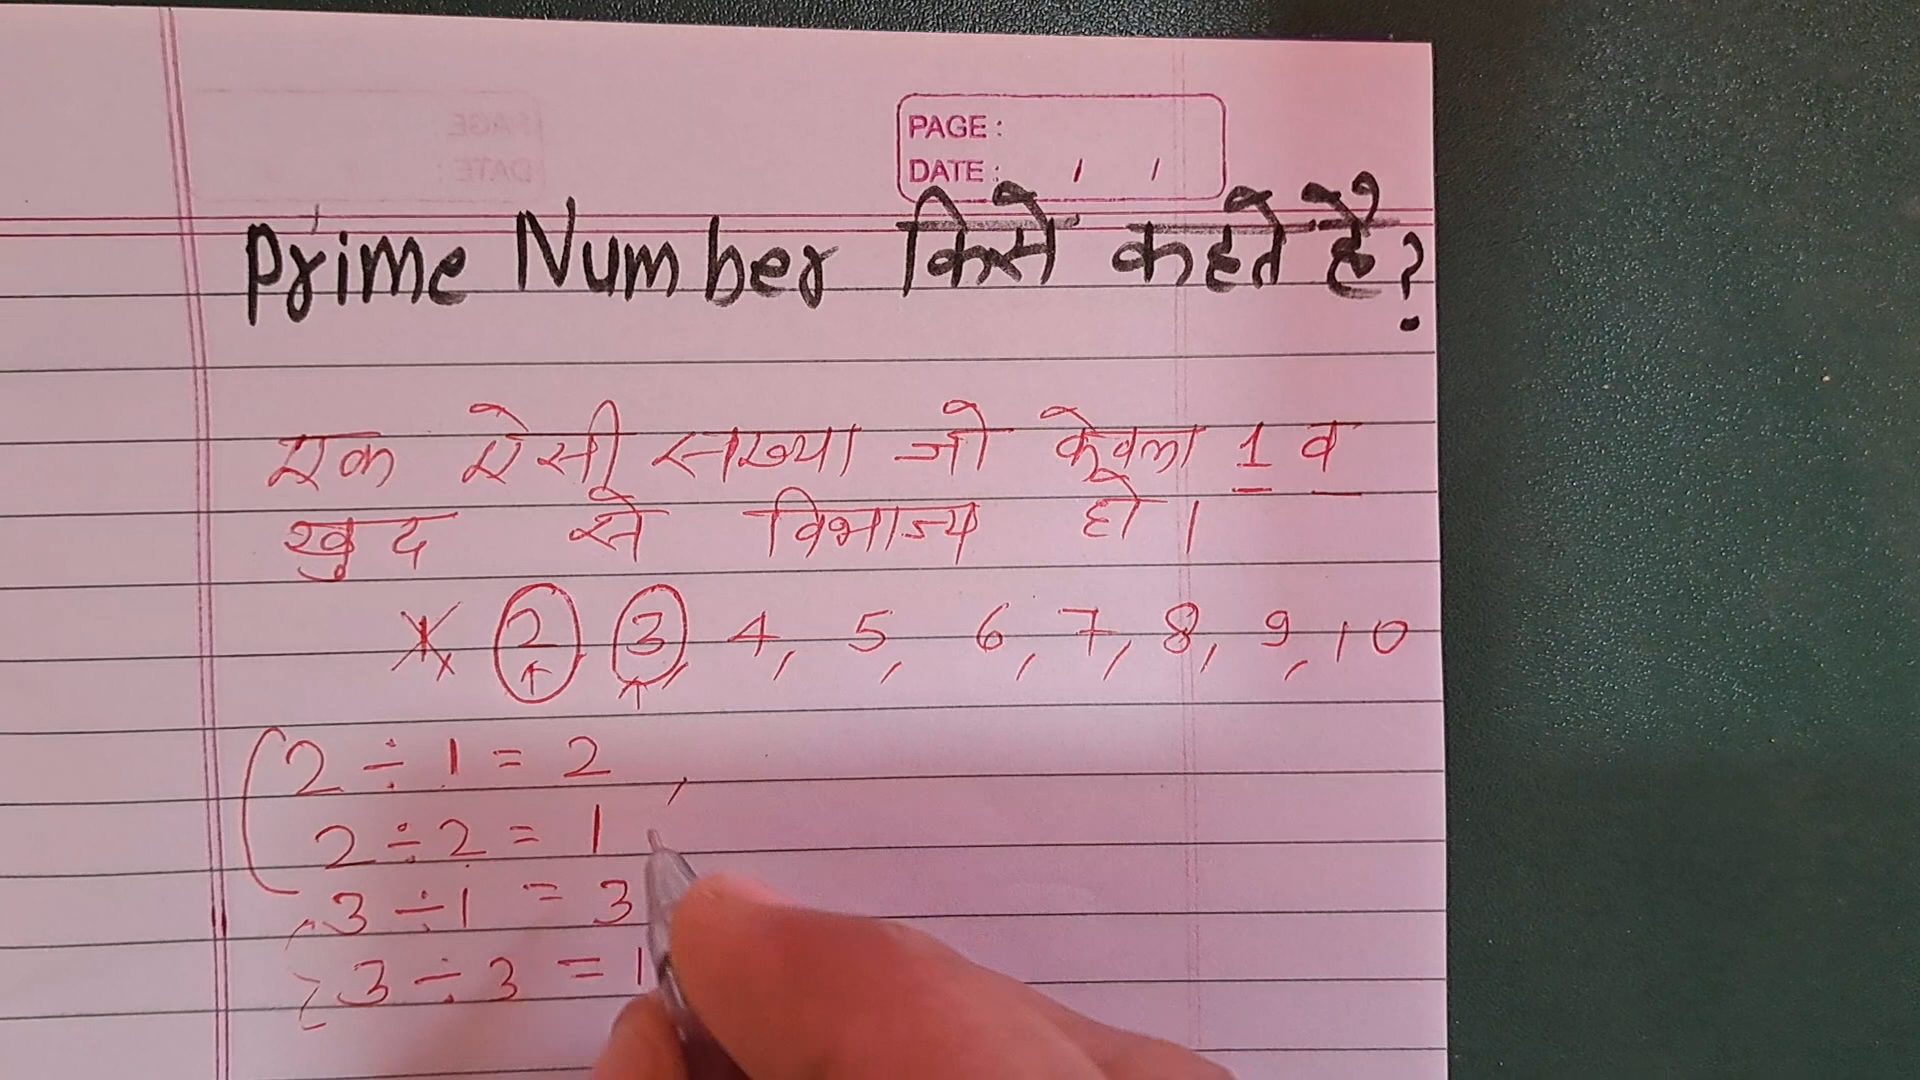 PAGE :
DATE : / /
Prime Number किसे कहते है?
एक ऐसी सख्या जो केवल 1 व
खुद से विभाज्य हो।
1, 2, 3, 4, 5, 6, 7, 8, 9, 10
2 ÷ 1 = 2,
2 ÷ 2 = 1
3 ÷ 1 = 3
3 ÷ 3 = 1